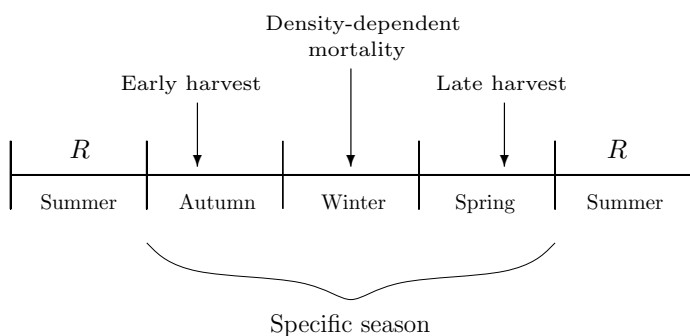 Density-dependent
mortality
Early harvest
Late harvest
R
R
Summer
Autumn
Winter
Spring
Summer
Specific season